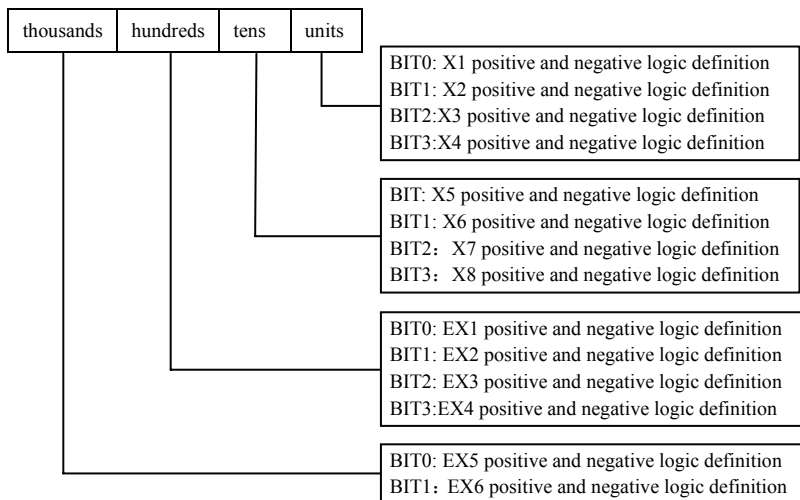 thousands hundreds tens units
BIT0: X1 positive and negative logic definition
BIT1: X2 positive and negative logic definition
BIT2:X3 positive and negative logic definition
BIT3:X4 positive and negative logic definition
BIT: X5 positive and negative logic definition
BIT1: X6 positive and negative logic definition
BIT2：X7 positive and negative logic definition
BIT3：X8 positive and negative logic definition
BIT0: EX1 positive and negative logic definition
BIT1: EX2 positive and negative logic definition
BIT2: EX3 positive and negative logic definition
BIT3:EX4 positive and negative logic definition
BIT0: EX5 positive and negative logic definition
BIT1：EX6 positive and negative logic definition